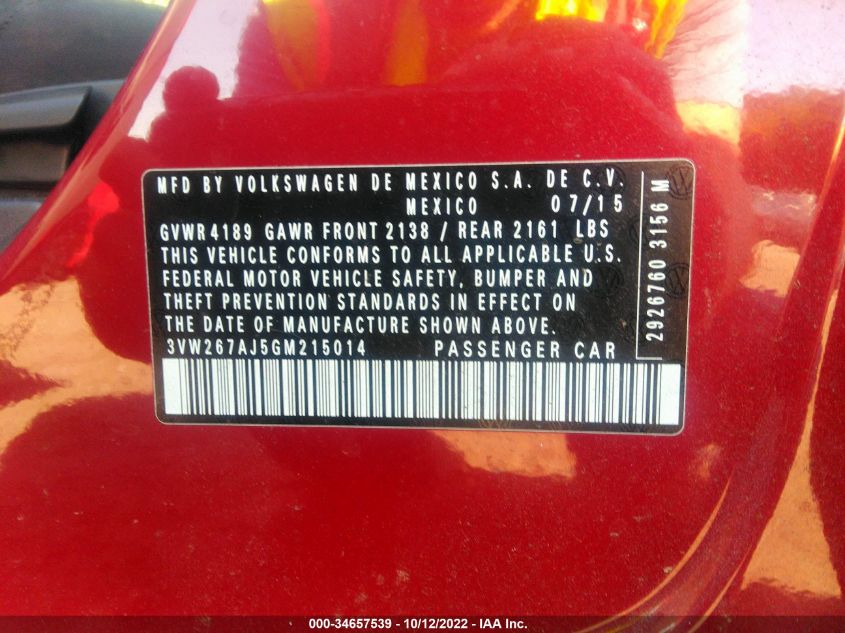 MFD BY VOLKSWAGEN DE MEXICO S.A. DE C.V.
MEXICO 07/15
GVWR 4189 GAWR FRONT 2138 / REAR 2161 LBS
THIS VEHICLE CONFORMS TO ALL APPLICABLE U.S.
FEDERAL MOTOR VEHICLE SAFETY, BUMPER AND
THEFT PREVENTION STANDARDS IN EFFECT ON
THE DATE OF MANUFACTURE SHOWN ABOVE.
3VW267AJ5GM215014 PASSENGER CAR
2926760 3156 M
000-34657539 - 10/12/2022 - IAA Inc.